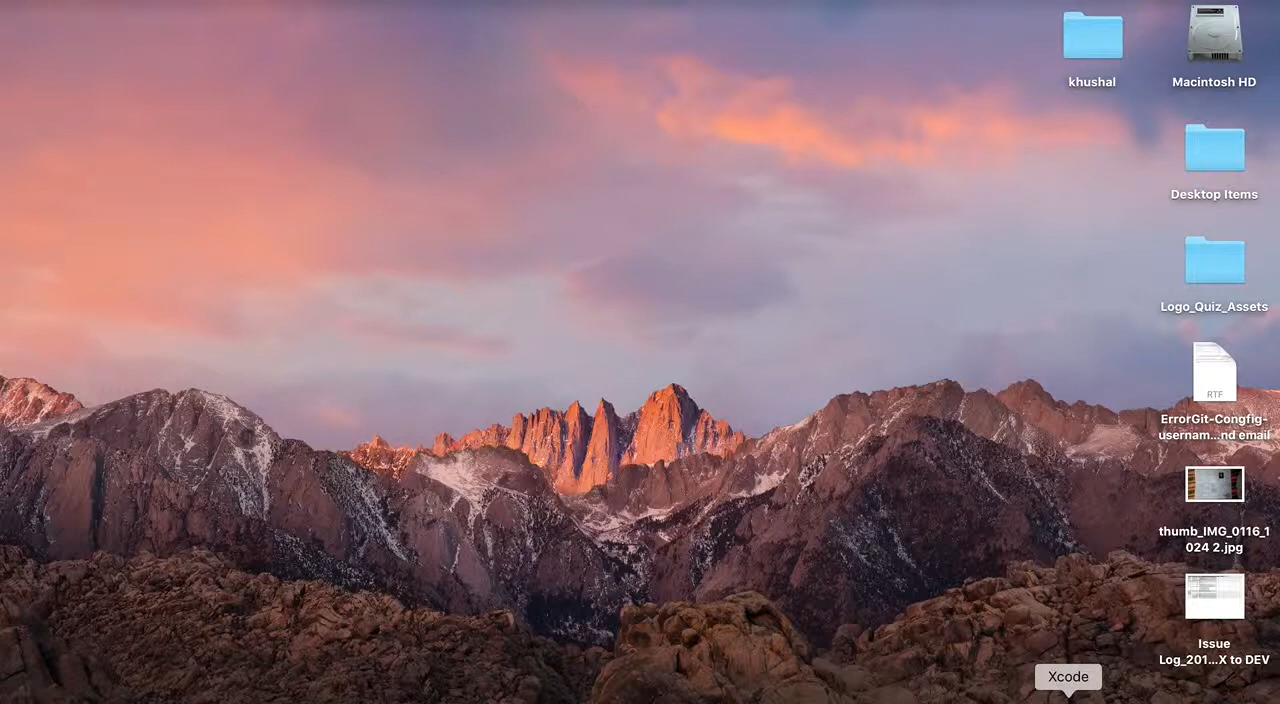 khushal
Macintosh HD
Desktop Items
Logo_Quiz_Assets
RTF
ErrorGit-Congfig-
usernam...nd email
thumb_IMG_0116_1
024 2.jpg
Issue
Log_201...X to DEV
Xcode